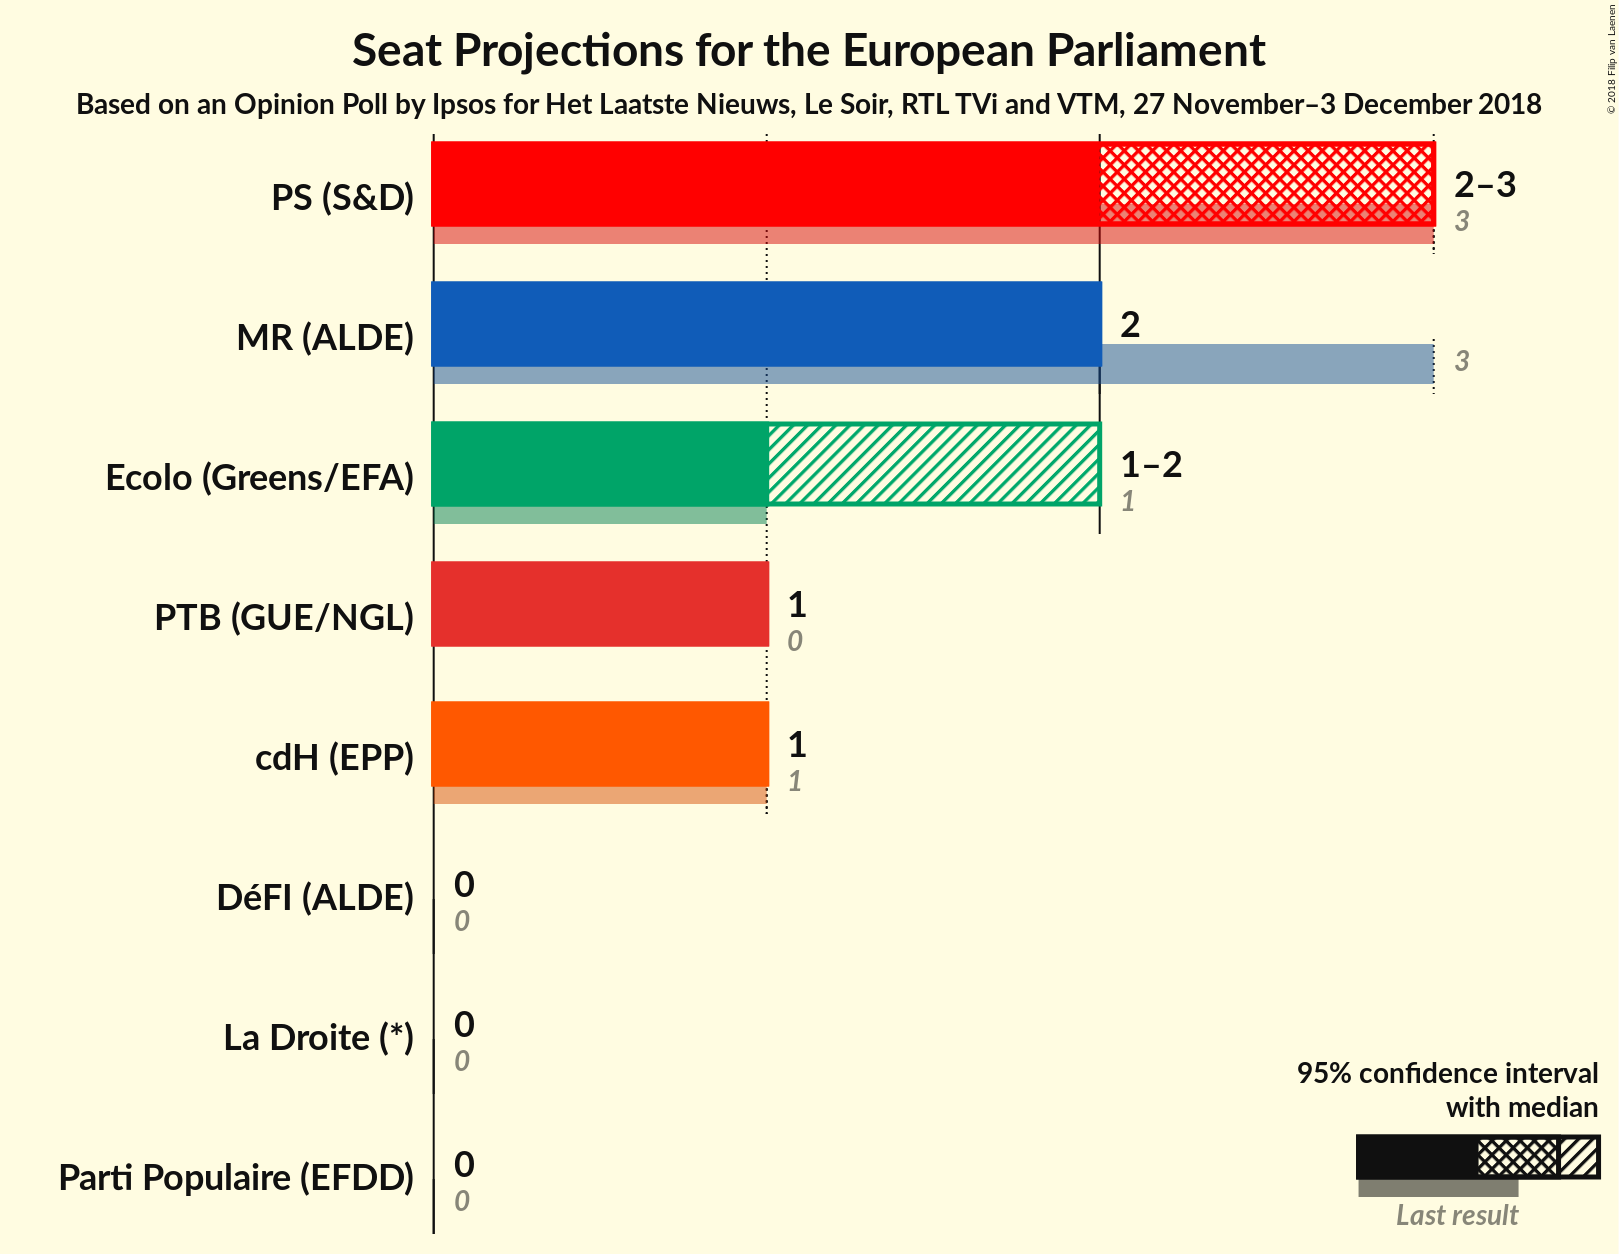 Seat Projections for the European Parliament
Based on an Opinion Poll by Ipsos for Het Laatste Nieuws, Le Soir, RTL TVi and VTM, 27 November–3 December 2018
© 2018 Filip van Laenen
PS (S&D)
2–3
3
MR (ALDE)
2
3
Ecolo (Greens/EFA)
1–2
1
PTB (GUE/NGL)
1
0
cdH (EPP)
1
1
DéFI (ALDE)
0
0
La Droite (*)
0
0
Parti Populaire (EFDD)
0
0
95% confidence interval
with median
Last result